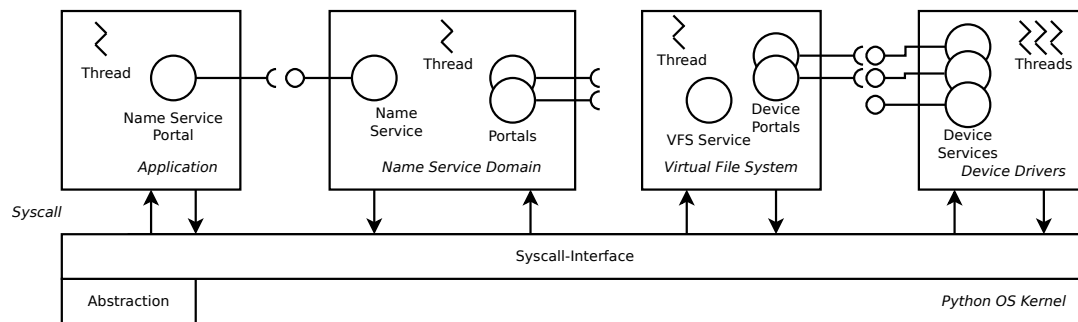 Thread
Name Service
Portal
Application
Thread
Name
Service
Portals
Name Service Domain
Thread
VFS Service
Device
Portals
Virtual File System
Threads
Device
Services
Device Drivers
Syscall
Syscall-Interface
Abstraction
Python OS Kernel